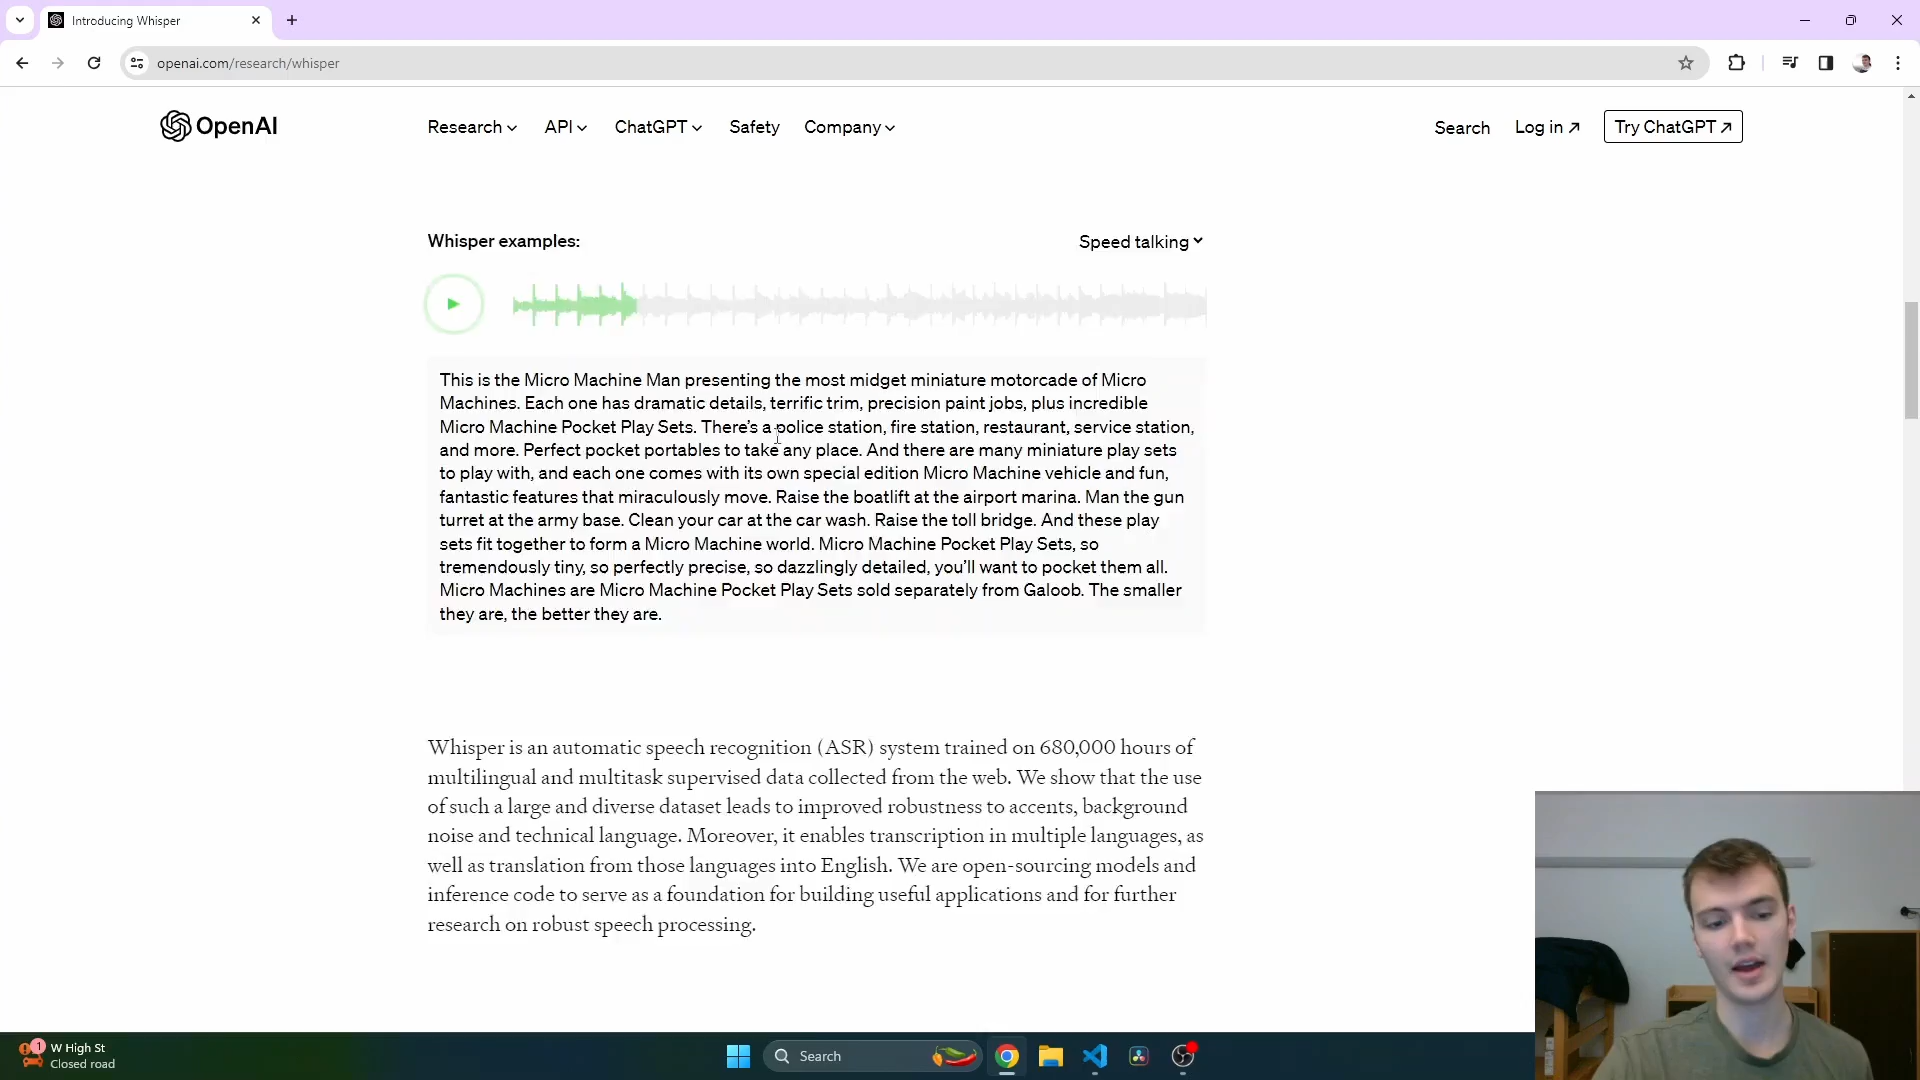 Introducing Whisper
openai.com/research/whisper
OpenAI
Research
API
ChatGPT
Safety
Company
Search
Log in
Try ChatGPT
Whisper examples:
Speed talking
This is the Micro Machine Man presenting the most midget miniature motorcade of Micro
Machines. Each one has dramatic details, terrific trim, precision paint jobs, plus incredible
Micro Machine Pocket Play Sets. There’s a police station, fire station, restaurant, service station,
and more. Perfect pocket portables to take any place. And there are many miniature play sets
to play with, and each one comes with its own special edition Micro Machine vehicle and fun,
fantastic features that miraculously move. Raise the boatlift at the airport marina. Man the gun
turret at the army base. Clean your car at the car wash. Raise the toll bridge. And these play
sets fit together to form a Micro Machine world. Micro Machine Pocket Play Sets, so
tremendously tiny, so perfectly precise, so dazzlingly detailed, you’ll want to pocket them all.
Micro Machines are Micro Machine Pocket Play Sets sold separately from Galoob. The smaller
they are, the better they are.
Whisper is an automatic speech recognition (ASR) system trained on 680,000 hours of
multilingual and multitask supervised data collected from the web. We show that the use
of such a large and diverse dataset leads to improved robustness to accents, background
noise and technical language. Moreover, it enables transcription in multiple languages, as
well as translation from those languages into English. We are open-sourcing models and
inference code to serve as a foundation for building useful applications and for further
research on robust speech processing.
1
W High St
Closed road
Search